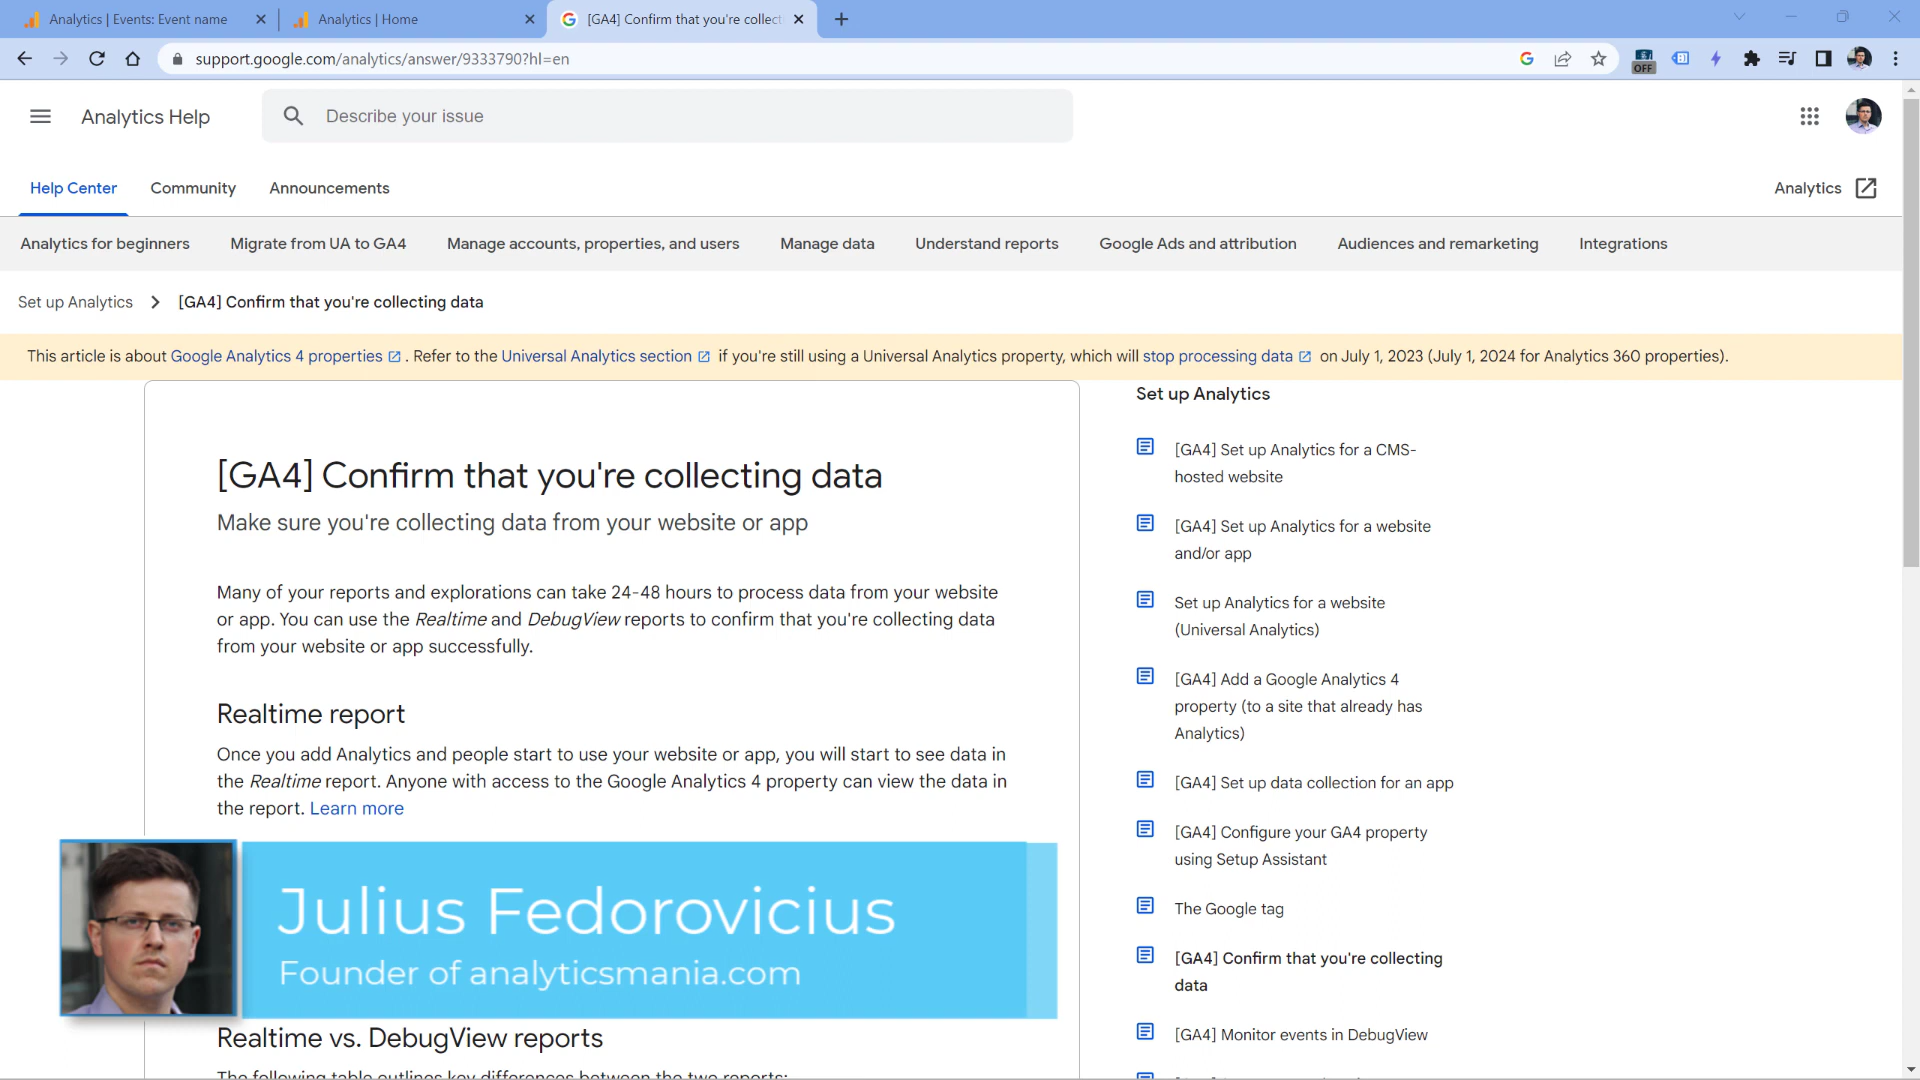 Analytics | Events: Event name
Analytics | Home
[GA4] Confirm that you're collect
support.google.com/analytics/answer/9333790?hl=en
OFF
Analytics Help
Describe your issue
Help Center
Community
Announcements
Analytics
Analytics for beginners
Migrate from UA to GA4
Manage accounts, properties, and users
Manage data
Understand reports
Google Ads and attribution
Audiences and remarketing
Integrations
Set up Analytics
[GA4] Confirm that you're collecting data
This article is about Google Analytics 4 properties . Refer to the Universal Analytics section if you're still using a Universal Analytics property, which will stop processing data on July 1, 2023 (July 1, 2024 for Analytics 360 properties).
[GA4] Confirm that you're collecting data
Make sure you're collecting data from your website or app
Many of your reports and explorations can take 24-48 hours to process data from your website
or app. You can use the Realtime and DebugView reports to confirm that you're collecting data
from your website or app successfully.
Realtime report
Once you add Analytics and people start to use your website or app, you will start to see data in
the Realtime report. Anyone with access to the Google Analytics 4 property can view the data in
the report. Learn more
Julius Fedorovicius
Founder of analyticsmania.com
Realtime vs. DebugView reports
The following table outlines key differences between the two reports:
Set up Analytics
[GA4] Set up Analytics for a CMS-
hosted website
[GA4] Set up Analytics for a website
and/or app
Set up Analytics for a website
(Universal Analytics)
[GA4] Add a Google Analytics 4
property (to a site that already has
Analytics)
[GA4] Set up data collection for an app
[GA4] Configure your GA4 property
using Setup Assistant
The Google tag
[GA4] Confirm that you're collecting
data
[GA4] Monitor events in DebugView